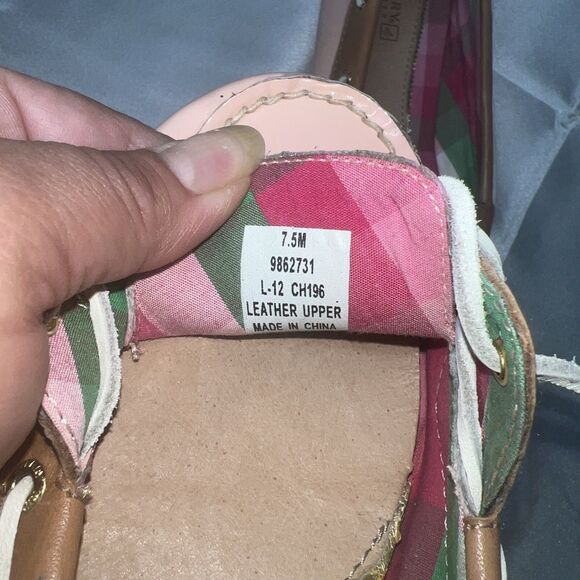 7.5M
9862731
L-12 CH196
LEATHER UPPER
MADE IN CHINA